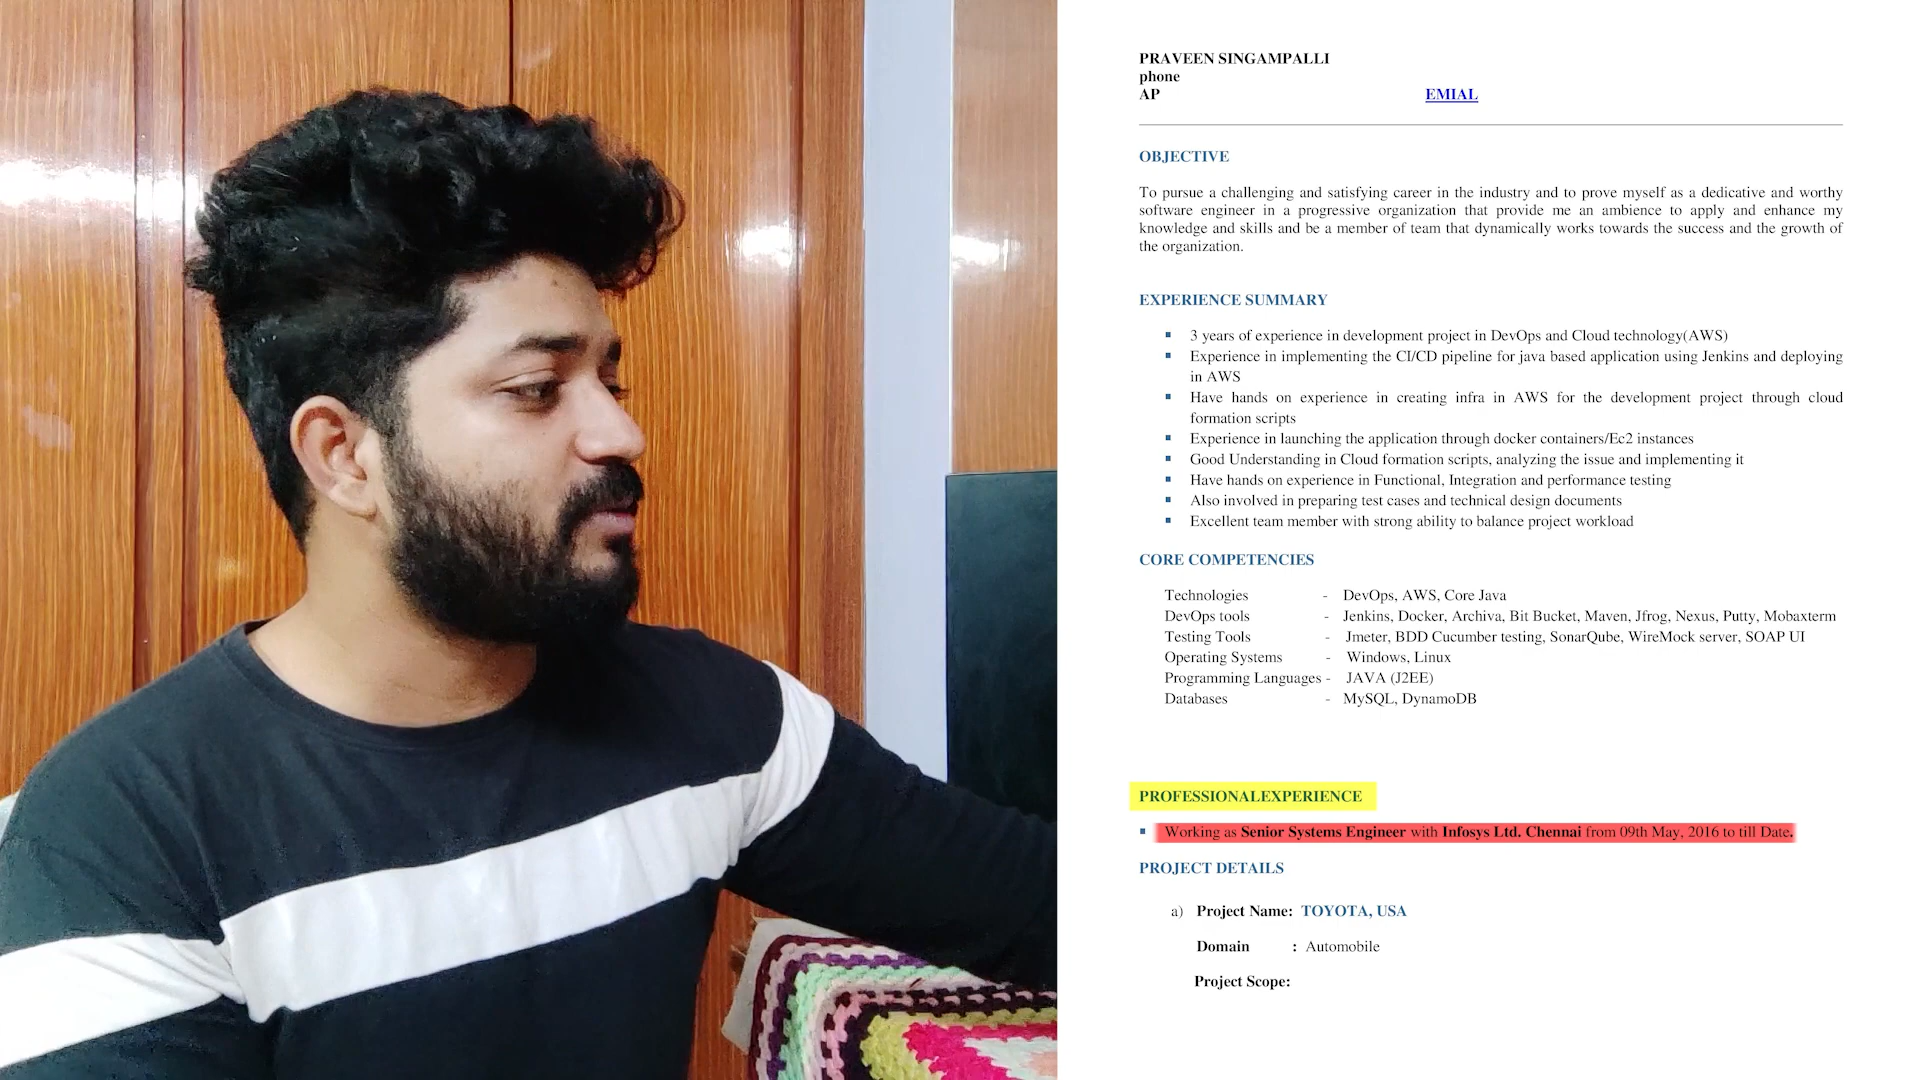 PRAVEEN SINGAMPALLI
phone
AP EMIAL
OBJECTIVE
To pursue a challenging and satisfying career in the industry and to prove myself as a dedicative and worthy
software engineer in a progressive organization that provide me an ambience to apply and enhance my
knowledge and skills and be a member of team that dynamically works towards the success and the growth of
the organization.
EXPERIENCE SUMMARY
▪ 3 years of experience in development project in DevOps and Cloud technology(AWS)
▪ Experience in implementing the CI/CD pipeline for java based application using Jenkins and deploying
in AWS
▪ Have hands on experience in creating infra in AWS for the development project through cloud
formation scripts
▪ Experience in launching the application through docker containers/Ec2 instances
▪ Good Understanding in Cloud formation scripts, analyzing the issue and implementing it
▪ Have hands on experience in Functional, Integration and performance testing
▪ Also involved in preparing test cases and technical design documents
▪ Excellent team member with strong ability to balance project workload
CORE COMPETENCIES
Technologies - DevOps, AWS, Core Java
DevOps tools - Jenkins, Docker, Archiva, Bit Bucket, Maven, Jfrog, Nexus, Putty, Mobaxterm
Testing Tools - Jmeter, BDD Cucumber testing, SonarQube, WireMock server, SOAP UI
Operating Systems - Windows, Linux
Programming Languages - JAVA (J2EE)
Databases - MySQL, DynamoDB
PROFESSIONALEXPERIENCE
▪ Working as Senior Systems Engineer with Infosys Ltd. Chennai from 09th May, 2016 to till Date.
PROJECT DETAILS
a) Project Name: TOYOTA, USA
Domain : Automobile
Project Scope: